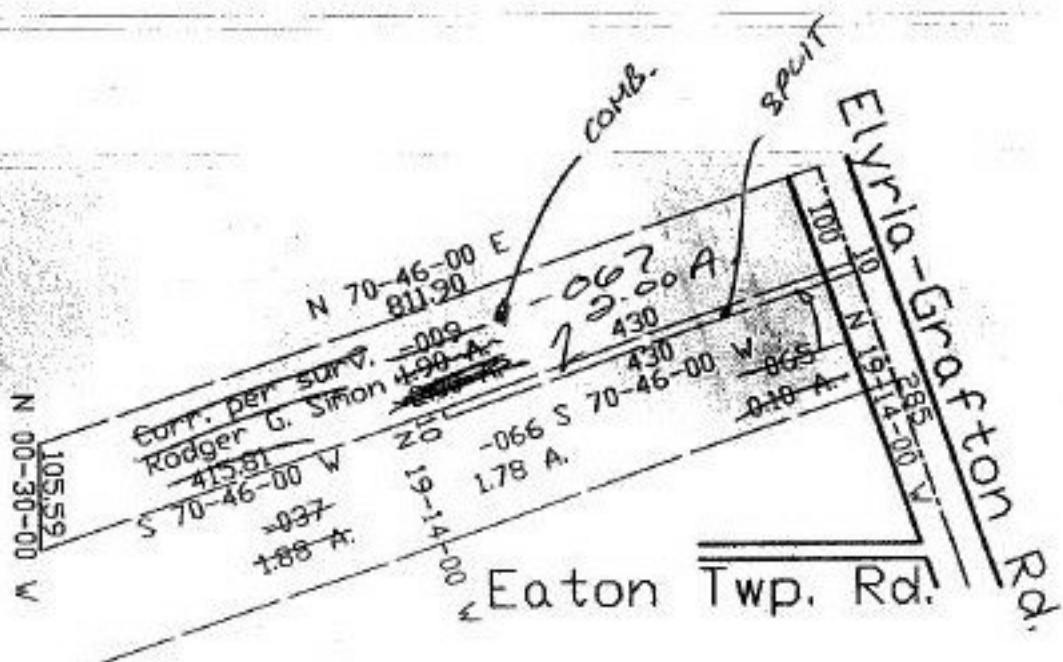 COMB.
SPLIT
Elyria-Grafton Rd.
N 70-46-00 E
811.90
-067
2.00 A.
100
10
Corr. per surv.
-009
1.90 A.
Rodger G. Simon
430
430
N 19-14-00 W
285
415.81
S 70-46-00 W
-065
0.10 A.
10
N 19-14-00 W
-066
S 70-46-00 W
1.78 A.
-037
1.88 A.
105.59
N 00-30-00 W
Eaton Twp. Rd.